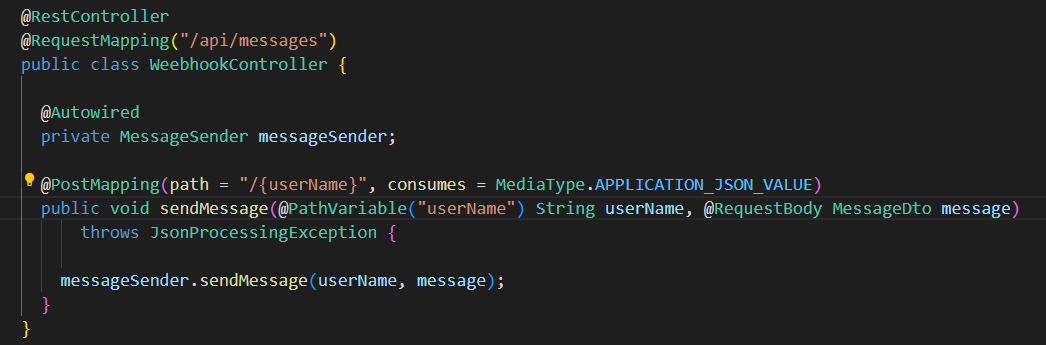 @RestController
@RequestMapping("/api/messages")
public class WeebhookController {
@Autowired
private MessageSender messageSender;
@PostMapping(path = "/{userName}", consumes = MediaType.APPLICATION_JSON_VALUE)
public void sendMessage(@PathVariable("userName") String userName, @RequestBody MessageDto message)
throws JsonProcessingException {
messageSender.sendMessage(userName, message);
}
}